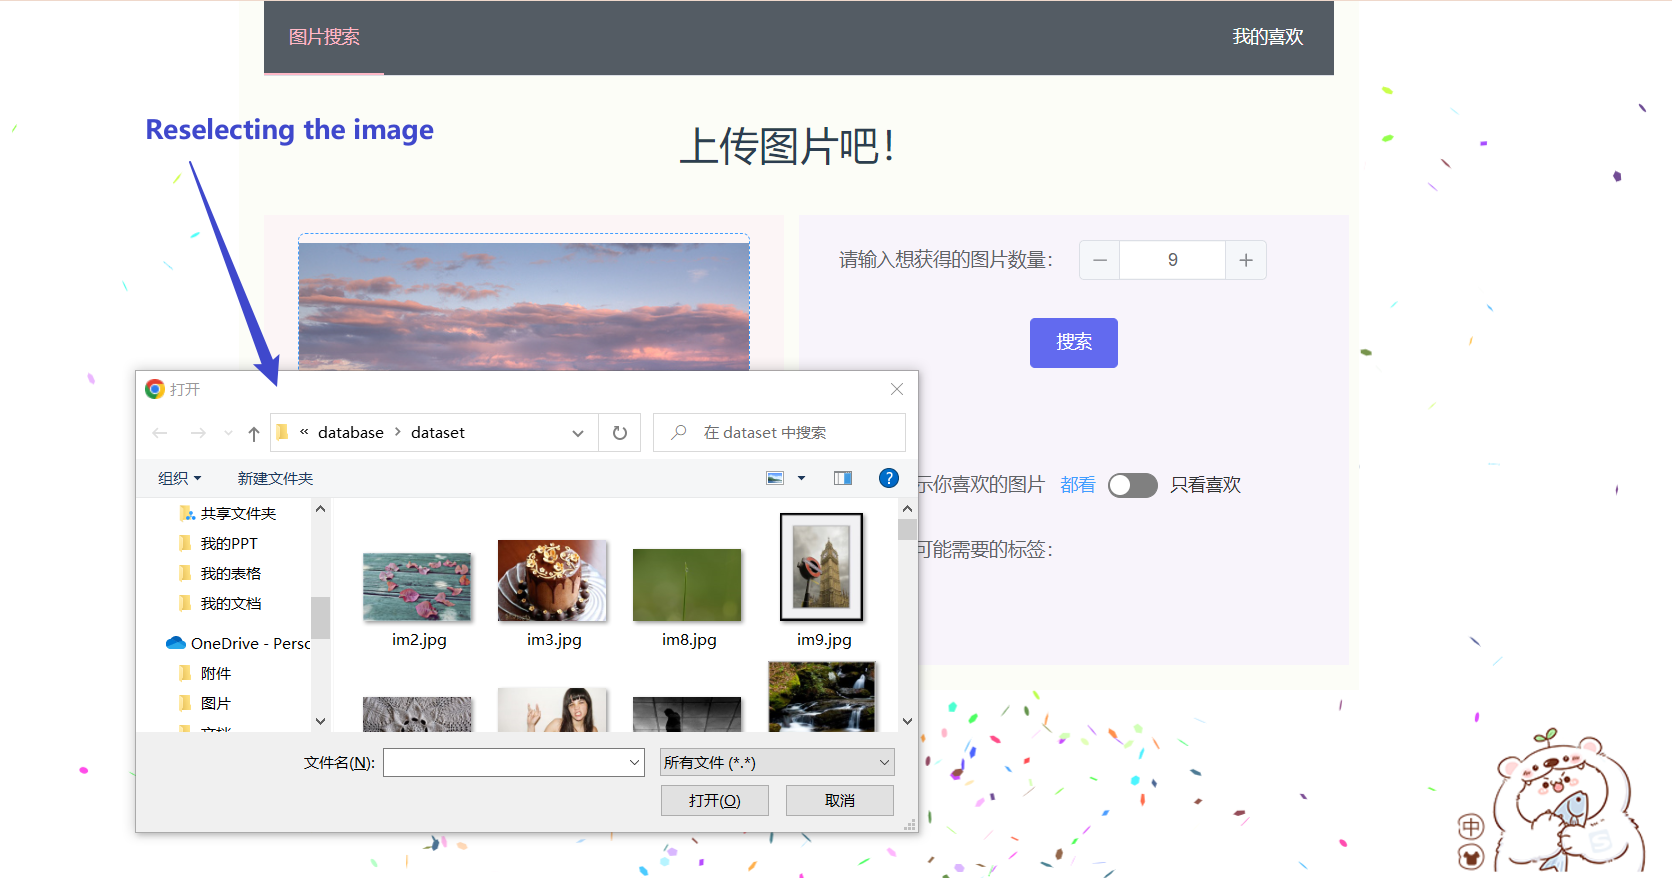 图片搜索
我的喜欢
Reselecting the image
上传图片吧！
请输入想获得的图片数量：
9
搜索
打开
« database › dataset
在 dataset 中搜索
组织
新建文件夹
示你喜欢的图片
都看
只看喜欢
可能需要的标签：
共享文件夹
我的PPT
我的表格
我的文档
OneDrive - Perso
附件
图片
im2.jpg
im3.jpg
im8.jpg
im9.jpg
文件名(N):
所有文件 (*.*)
打开(O)
取消
中
S